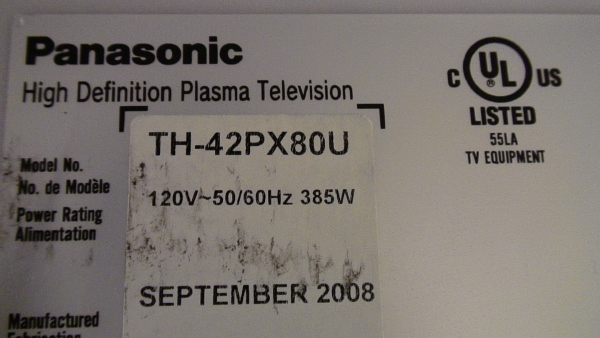 Panasonic
High Definition Plasma Television
C UL® US
LISTED
55LA
TV EQUIPMENT
Model No.
No. de Modèle
TH-42PX80U
Power Rating
Alimentation
120V~50/60Hz 385W
Manufactured
Fabrication
SEPTEMBER 2008